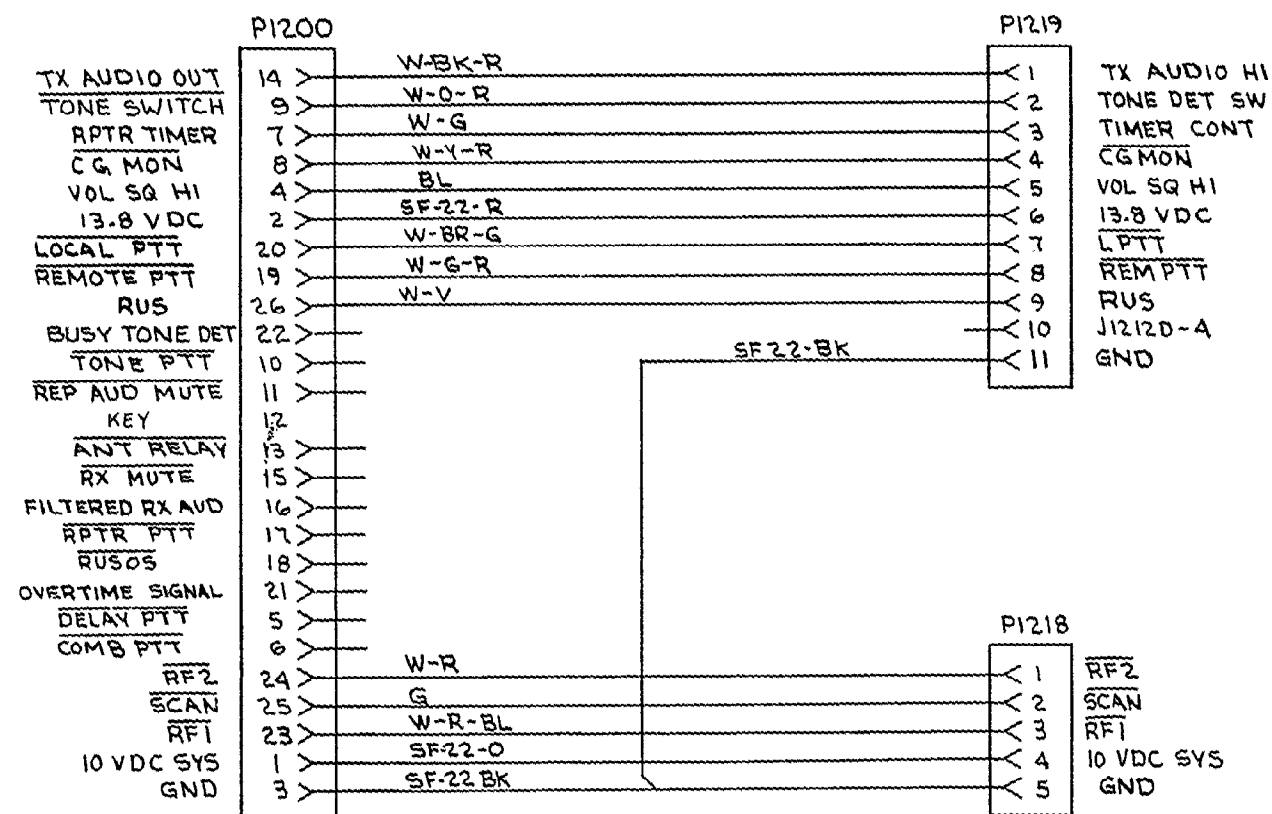 P1200 P1219
TX AUDIO OUT 14 W-BK-R 1 TX AUDIO HI
TONE SWITCH 9 W-O-R 2 TONE DET SW
RPTR TIMER 7 W-G 3 TIMER CONT
CG MON 8 W-Y-R 4 CGMON
VOL SQ HI 4 BL 5 VOL SQ HI
13.8 VDC 2 SF-22-R 6 13.8 VDC
LOCAL PTT 20 W-BR-G 7 LPTT
REMOTE PTT 19 W-G-R 8 REM PTT
RUS 26 W-V 9 RUS
BUSY TONE DET 22 10 J1212D-4
TONE PTT 10 SF22-BK 11 GND
REP AUD MUTE 11
KEY 12
ANT RELAY 13
RX MUTE 15
FILTERED RX AUD 16
RPTR PTT 17
RUSOS 18
OVERTIME SIGNAL 21
DELAY PTT 5
COMB PTT 6 P1218
RF2 24 W-R 1 RF2
SCAN 25 G 2 SCAN
RF1 23 W-R-BL 3 RF1
10 VDC SYS 1 SF-22-O 4 10 VDC SYS
GND 3 SF-22 BK 5 GND